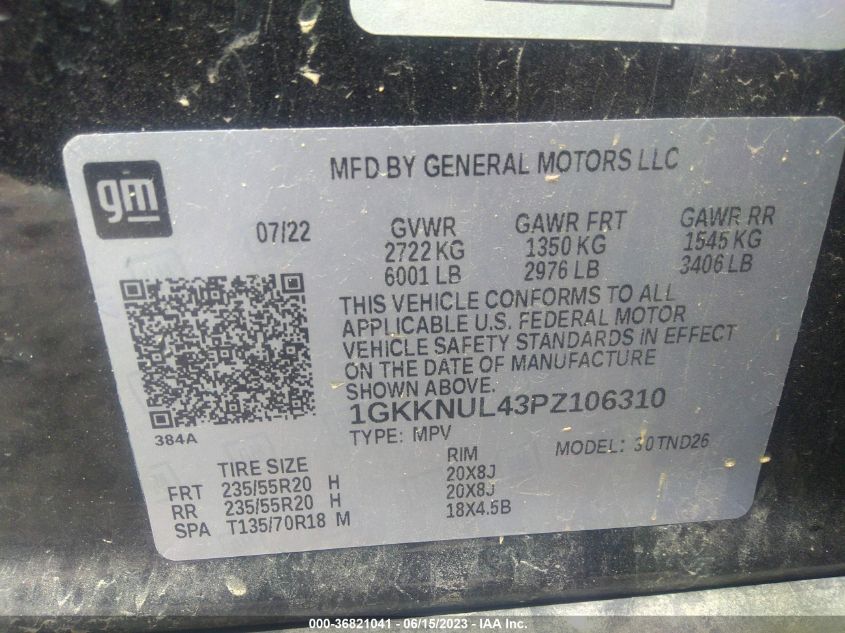 gm
MFD BY GENERAL MOTORS LLC
07/22 GVWR GAWR FRT GAWR RR
2722 KG 1350 KG 1545 KG
6001 LB 2976 LB 3406 LB
THIS VEHICLE CONFORMS TO ALL
APPLICABLE U.S. FEDERAL MOTOR
VEHICLE SAFETY STANDARDS IN EFFECT
ON THE DATE OF MANUFACTURE
SHOWN ABOVE.
384A
1GKKNUL43PZ106310
TYPE: MPV MODEL: 30TND26
TIRE SIZE RIM
FRT 235/55R20 H 20X8J
RR 235/55R20 H 20X8J
SPA T135/70R18 M 18X4.5B
000-36821041 - 06/15/2023 - IAA Inc.